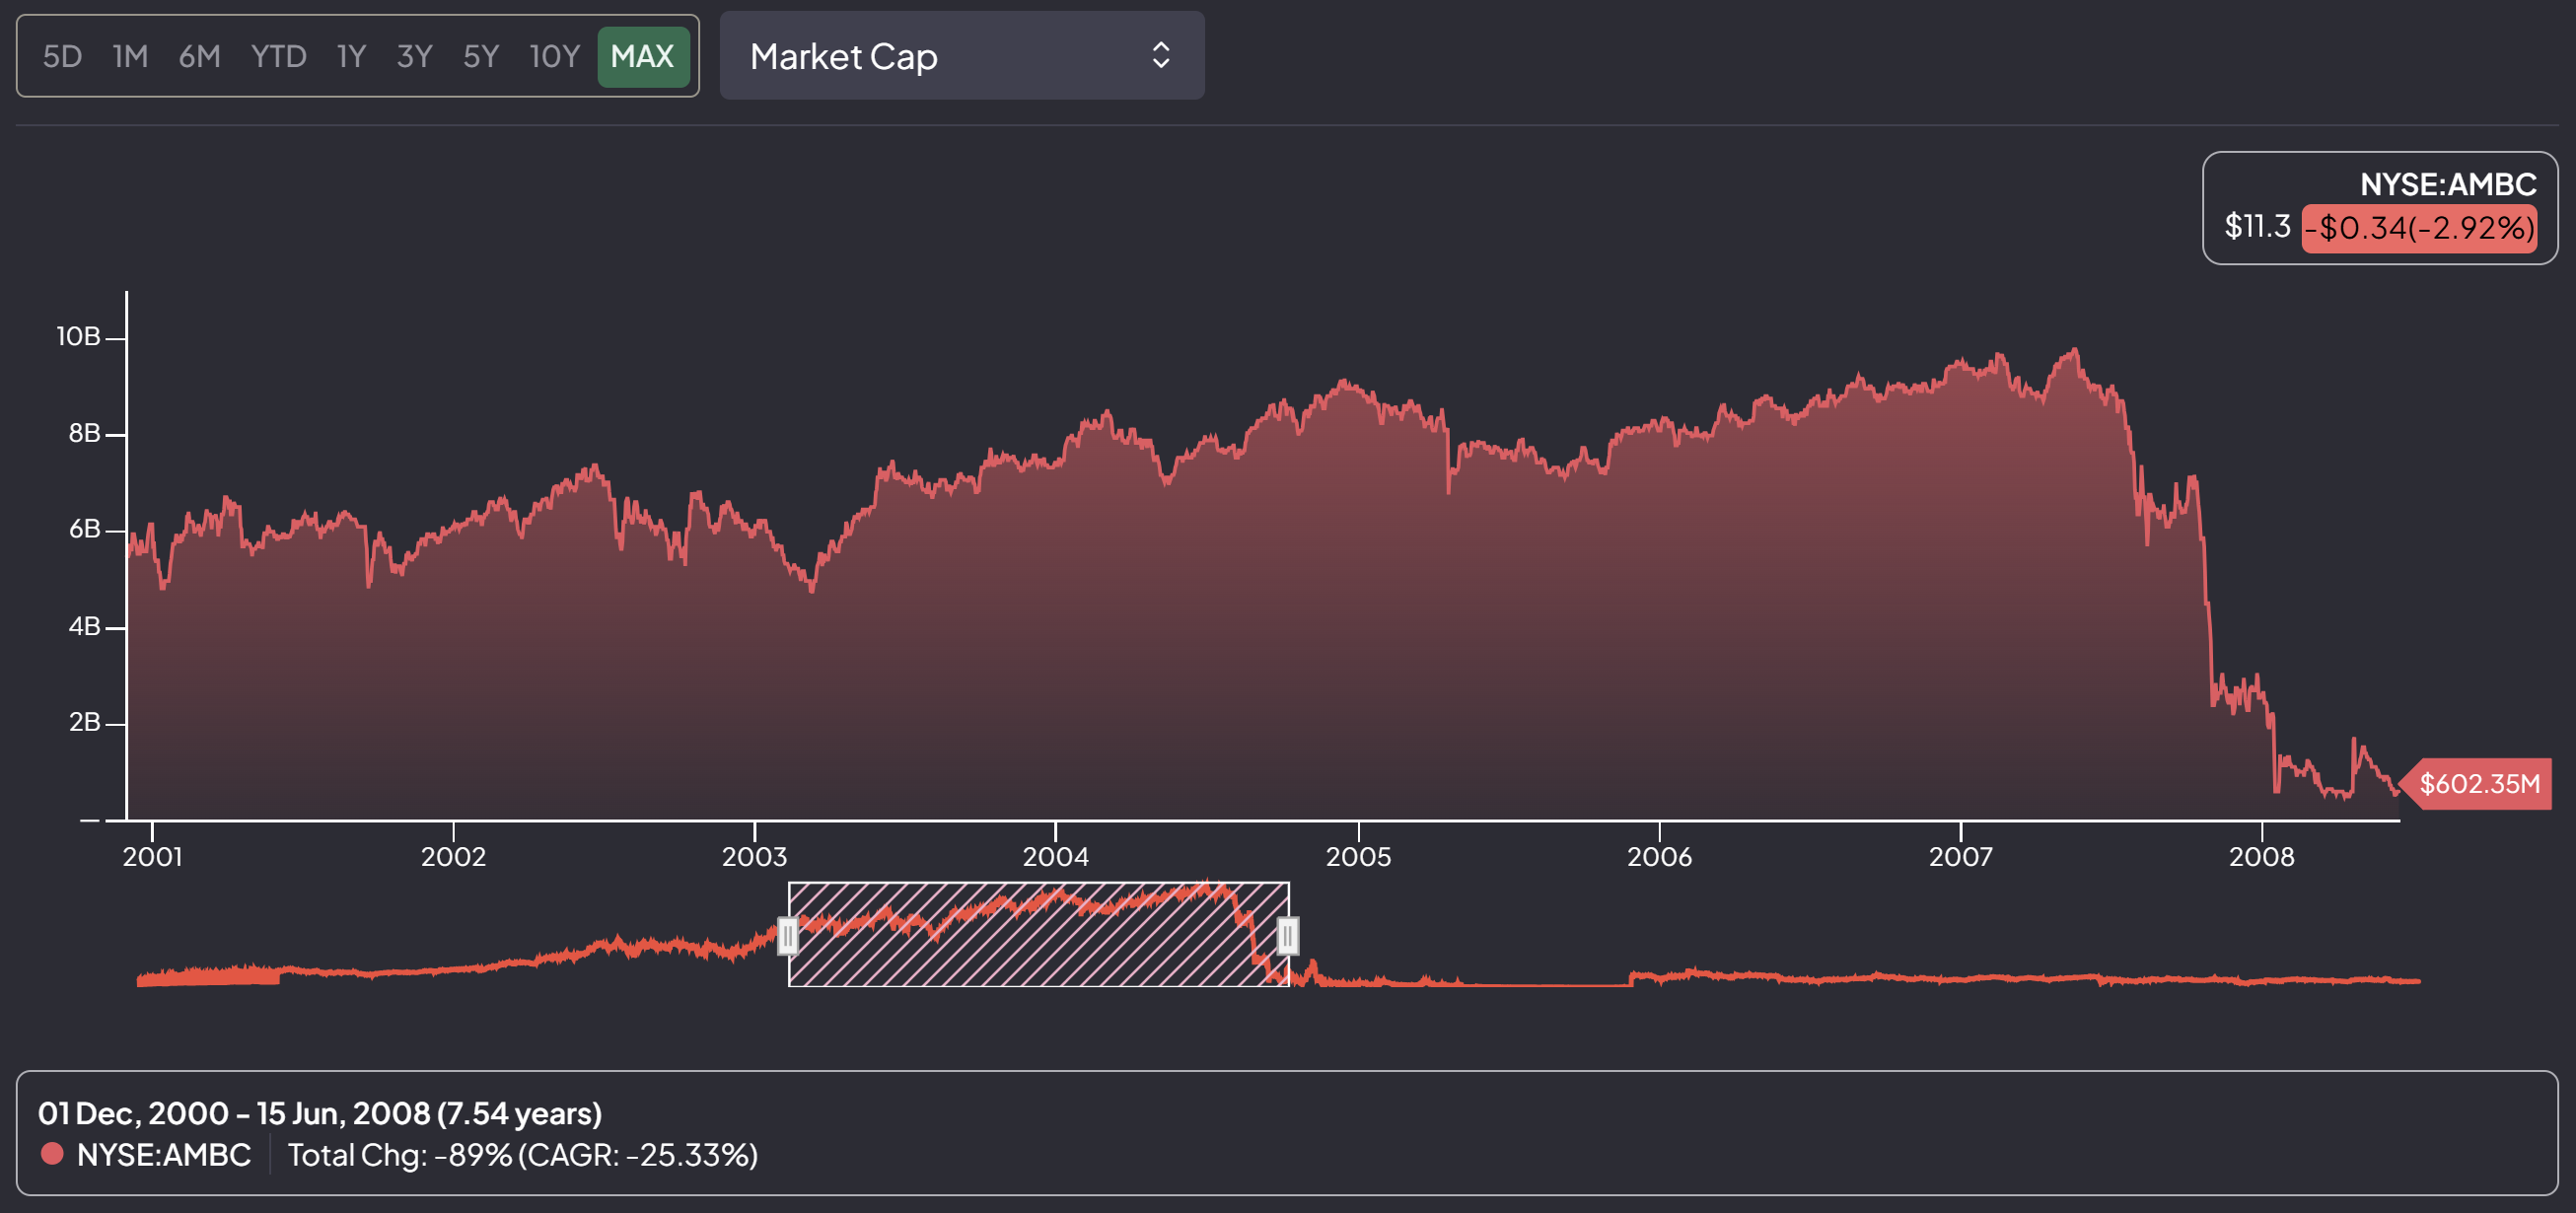 5D 1M 6M YTD 1Y 3Y 5Y 10Y MAX Market Cap
NYSE:AMBC
$11.3 -$0.34(-2.92%)
10B
8B
6B
4B
2B
$602.35M
—
2001 2002 2003 2004 2005 2006 2007 2008
01 Dec, 2000 - 15 Jun, 2008 (7.54 years)
NYSE:AMBC Total Chg: -89% (CAGR: -25.33%)